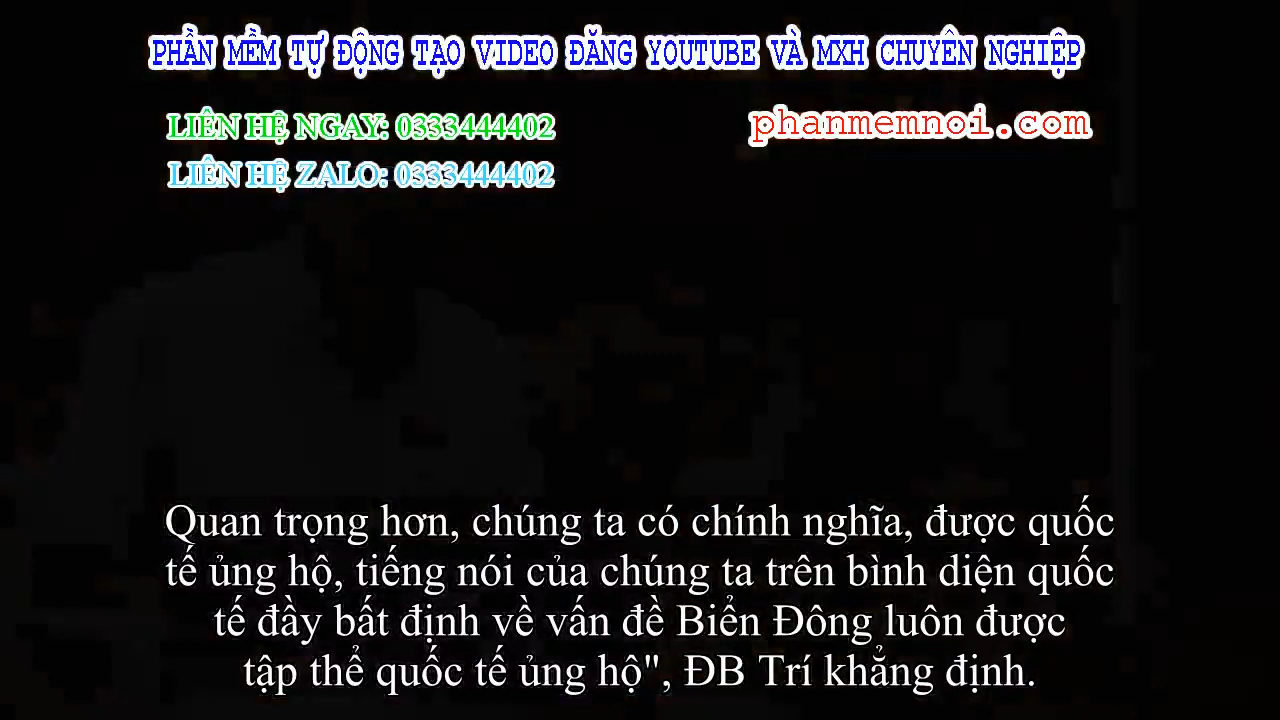 PHẦN MỀM TỰ ĐỘNG TẠO VIDEO ĐĂNG YOUTUBE VÀ MXH CHUYÊN NGHIỆP
LIÊN HỆ NGAY: 0333444402
phanmemnoi.com
LIÊN HỆ ZALO: 0333444402
Quan trọng hơn, chúng ta có chính nghĩa, được quốc
tế ủng hộ, tiếng nói của chúng ta trên bình diện quốc
tế đầy bất định về vấn đề Biển Đông luôn được
tập thể quốc tế ủng hộ", ĐB Trí khẳng định.